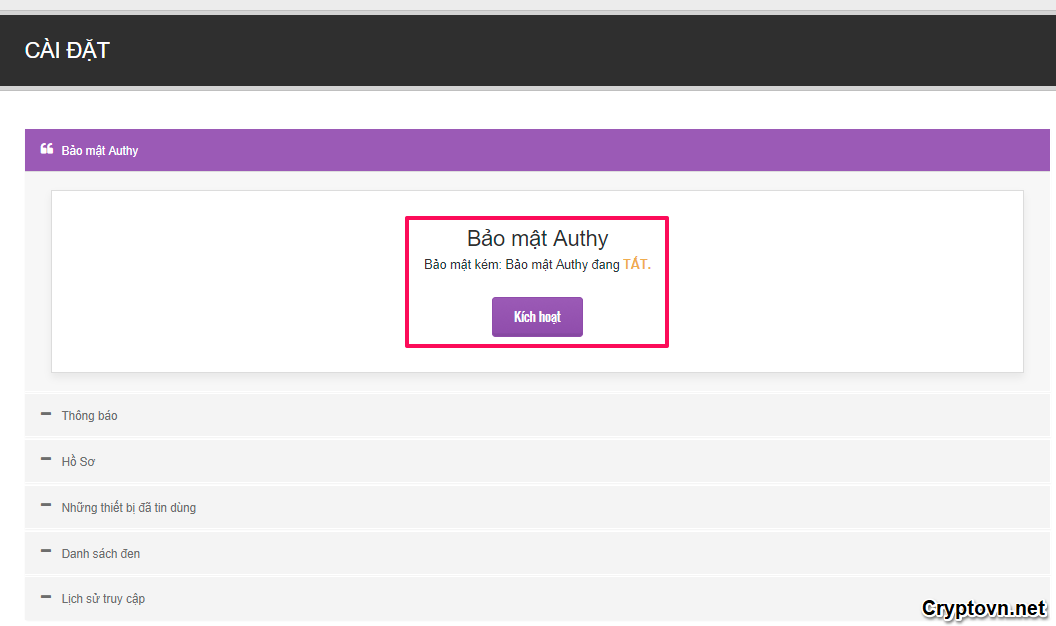 CÀI ĐẶT
Bảo mật Authy
Bảo mật Authy
Bảo mật kém: Bảo mật Authy đang TẮT.
Kích hoạt
Thông báo
Hồ Sơ
Những thiết bị đã tin dùng
Danh sách đen
Lịch sử truy cập
Cryptovn.net